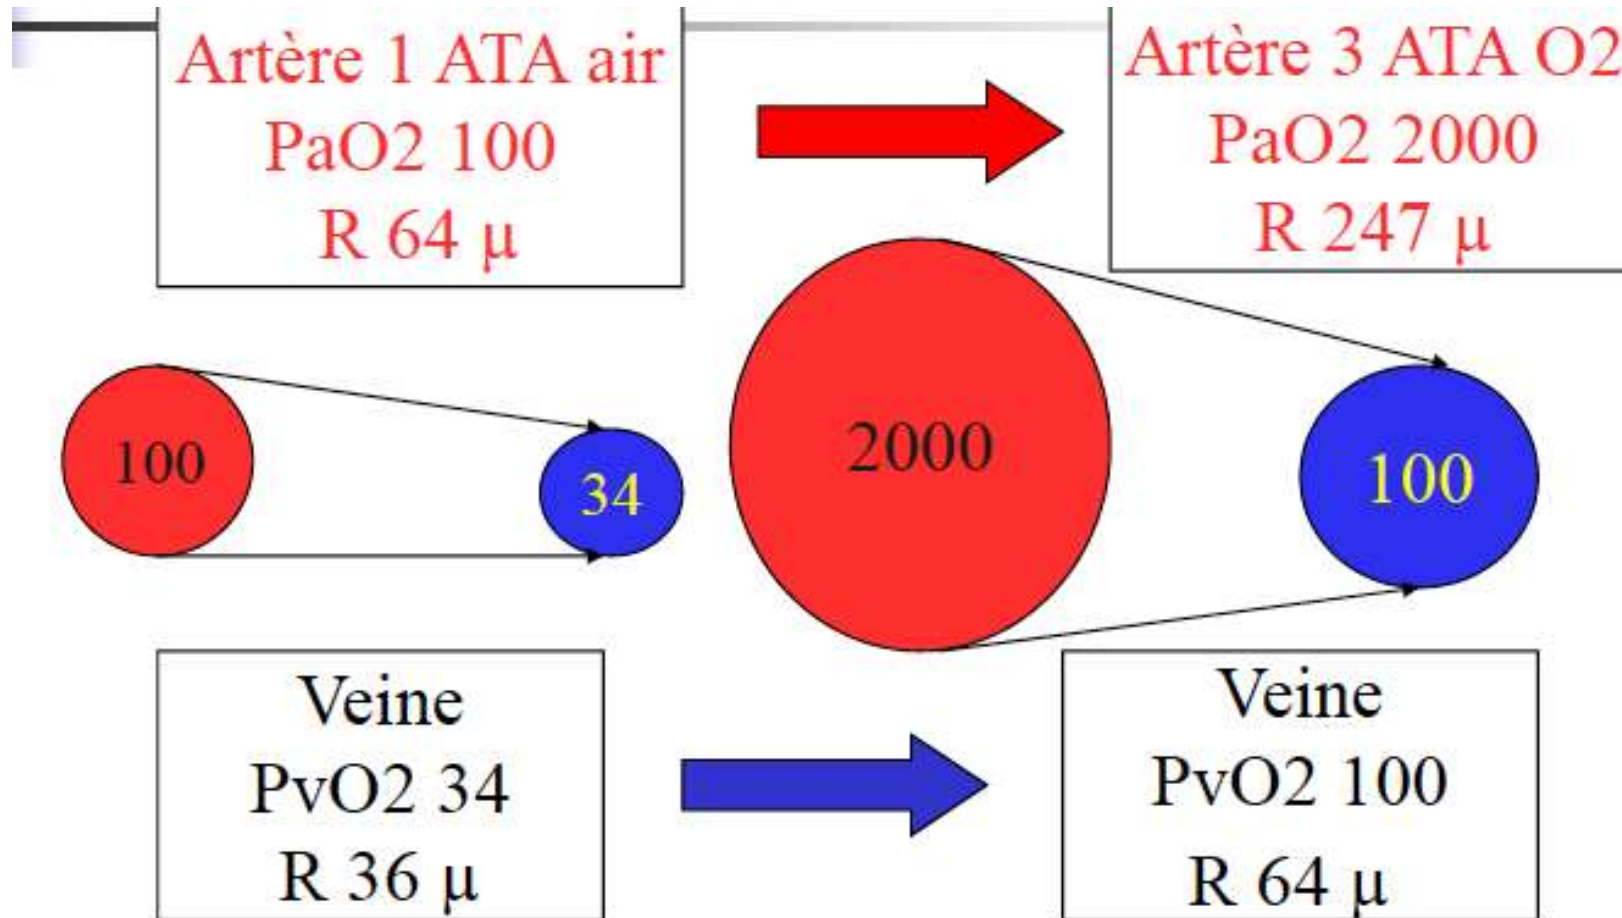 Artère 1 ATA air
PaO2 100
R 64 µ
Artère 3 ATA O2
PaO2 2000
R 247 µ
100
34
2000
100
Veine
PvO2 34
R 36 µ
Veine
PvO2 100
R 64 µ